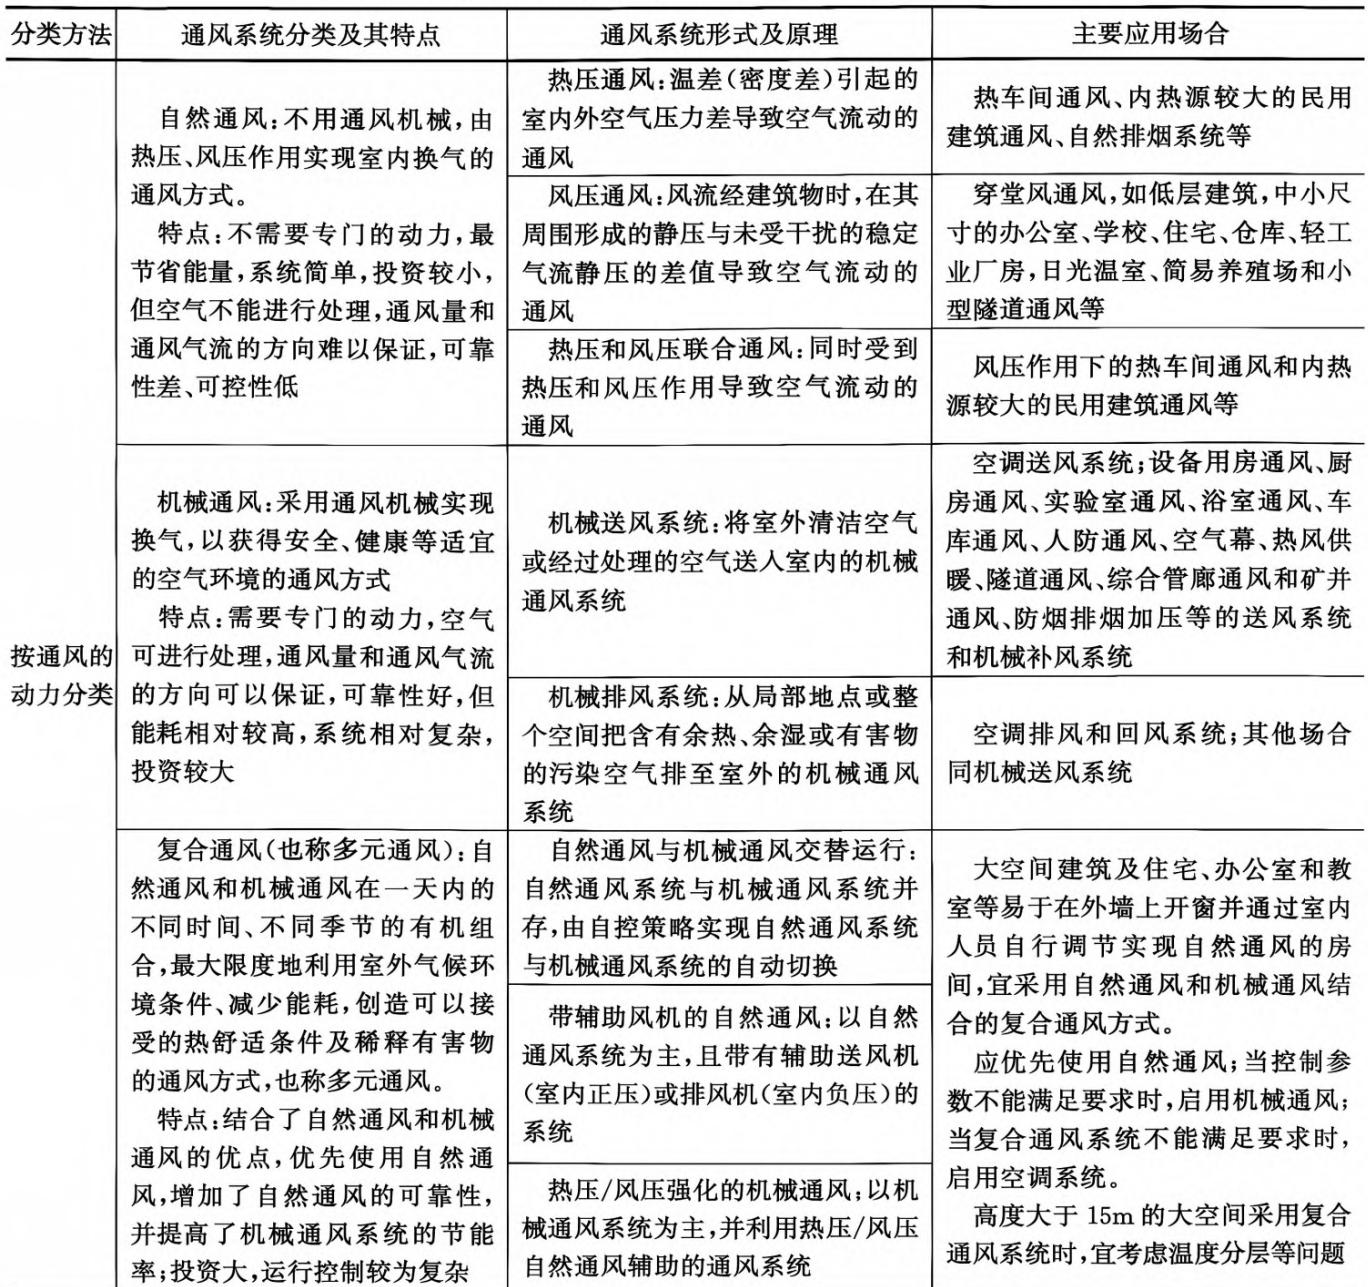 分类方法
通风系统分类及其特点
通风系统形式及原理
主要应用场合
按通风的
动力分类
自然通风:不用通风机械,由
热压、风压作用实现室内换气的
通风方式。
特点:不需要专门的动力,最
节省能量,系统简单,投资较小,
但空气不能进行处理,通风量和
通风气流的方向难以保证,可靠
性差、可控性低
热压通风:温差(密度差)引起的
室内外空气压力差导致空气流动的
通风
热车间通风、内热源较大的民用
建筑通风、自然排烟系统等
风压通风:风流经建筑物时,在其
周围形成的静压与未受干扰的稳定
气流静压的差值导致空气流动的
通风
穿堂风通风,如低层建筑,中小尺
寸的办公室、学校、住宅、仓库、轻工
业厂房,日光温室、简易养殖场和小
型隧道通风等
热压和风压联合通风:同时受到
热压和风压作用导致空气流动的
通风
风压作用下的热车间通风和内热
源较大的民用建筑通风等
机械通风:采用通风机械实现
换气,以获得安全、健康等适宜
的空气环境的通风方式
特点:需要专门的动力,空气
可进行处理,通风量和通风气流
的方向可以保证,可靠性好,但
能耗相对较高,系统相对复杂,
投资较大
机械送风系统:将室外清洁空气
或经过处理的空气送人室内的机械
通风系统
空调送风系统;设备用房通风、厨
房通风、实验室通风、浴室通风、车
库通风、人防通风、空气幕、热风供
暖、隧道通风、综合管廊通风和矿井
通风、防烟排烟加压等的送风系统
和机械补风系统
机械排风系统:从局部地点或整
个空间把含有余热、余湿或有害物
的污染空气排至室外的机械通风
系统
空调排风和回风系统;其他场合
同机械送风系统
复合通风(也称多元通风):自
然通风和机械通风在一天内的
不同时间、不同季节的有机组
合,最大限度地利用室外气候环
境条件、减少能耗,创造可以接
受的热舒适条件及稀释有害物
的通风方式,也称多元通风。
特点:结合了自然通风和机械
通风的优点,优先使用自然通
风,增加了自然通风的可靠性,
并提高了机械通风系统的节能
率;投资大,运行控制较为复杂
自然通风与机械通风交替运行:
自然通风系统与机械通风系统并
存,由自控策略实现自然通风系统
与机械通风系统的自动切换
带辅助风机的自然通风:以自然
通风系统为主,且带有辅助送风机
(室内正压)或排风机(室内负压)的
系统
热压/风压强化的机械通风;以机
械通风系统为主,并利用热压/风压
自然通风辅助的通风系统
大空间建筑及住宅、办公室和教
室等易于在外墙上开窗并通过室内
人员自行调节实现自然通风的房
间,宜采用自然通风和机械通风结
合的复合通风方式。
应优先使用自然通风;当控制参
数不能满足要求时,启用机械通风;
当复合通风系统不能满足要求时,
启用空调系统。
高度大于 15m 的大空间采用复合
通风系统时,宜考虑温度分层等问题